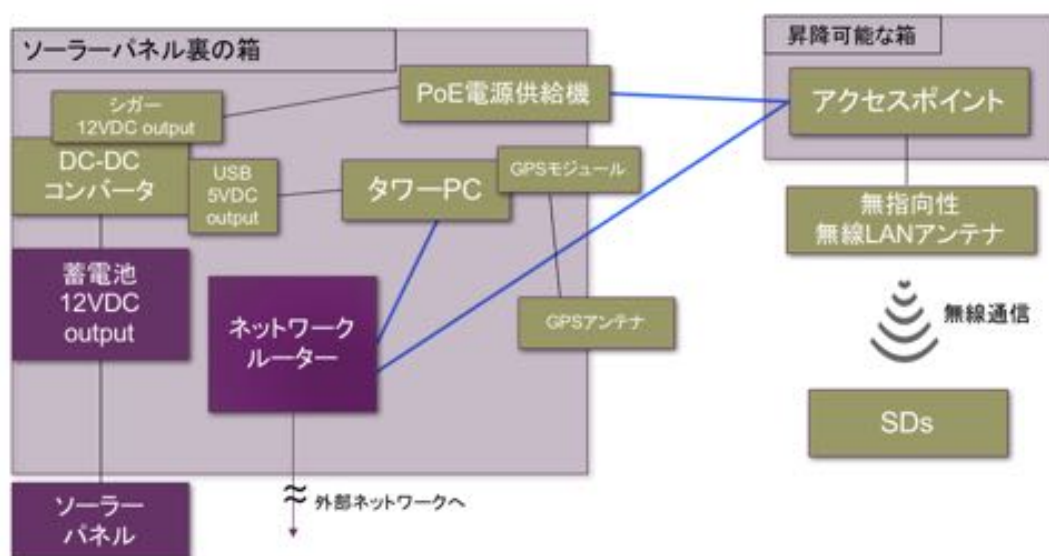 ソーラーパネル裏の箱
昇降可能な箱
シガー
12VDC output
PoE電源供給機
アクセスポイント
DC-DC
コンバータ
USB
5VDC
output
タワーPC
GPSモジュール
無指向性
無線LANアンテナ
蓄電池
12VDC
output
ネットワーク
ルーター
GPSアンテナ
無線通信
SDs
ソーラー
パネル
外部ネットワークへ